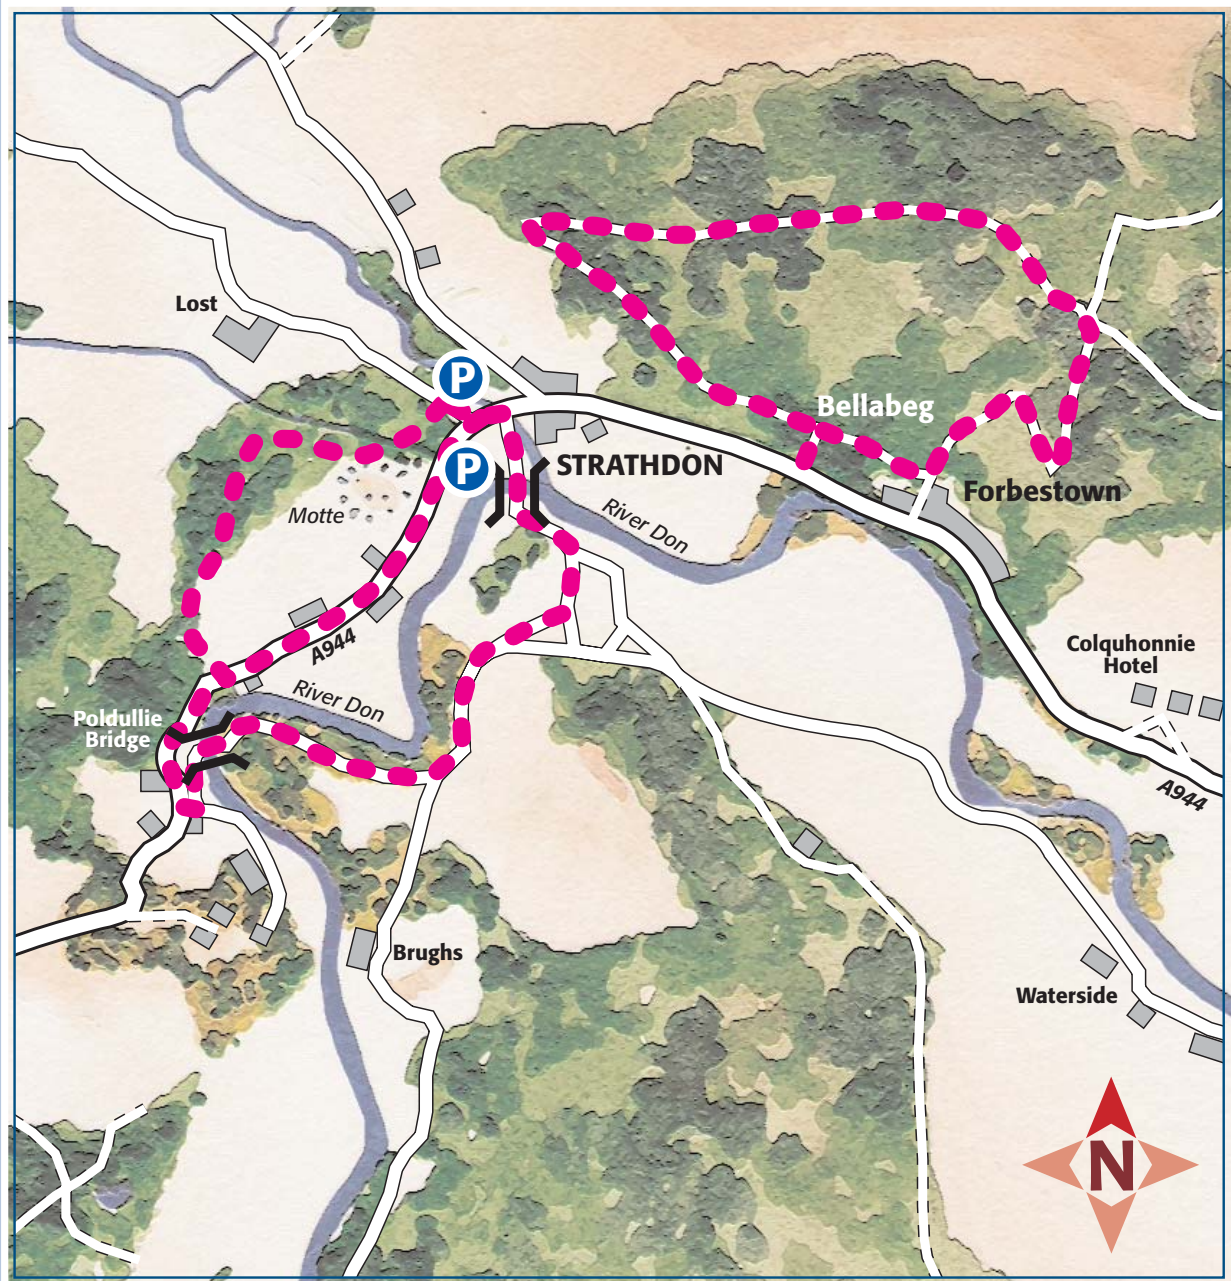 Lost
P
Bellabeg
P
STRATHDON
Forbestown
Motte
River Don
A944
Colquhonnie
Hotel
River Don
Poldullie
Bridge
A944
Brughs
Waterside
N